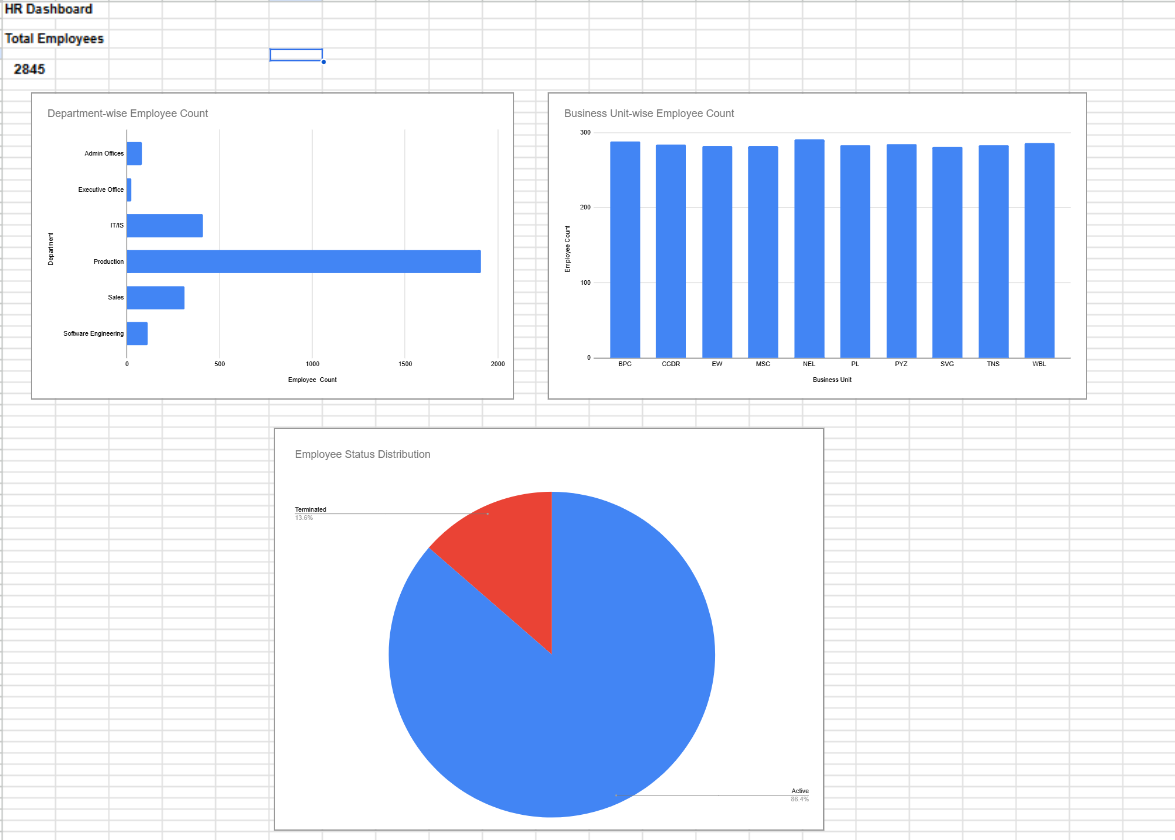 HR Dashboard
Total Employees
2845
Department-wise Employee Count
Department
Admin Offices
Executive Office
IT/IS
Production
Sales
Software Engineering
0 500 1000 1500 2000
Employee Count
Business Unit-wise Employee Count
Employee Count
300
200
100
0
BPC CCDR EW MSC NEL PL PYZ SVG TNS WBL
Business Unit
Employee Status Distribution
Terminated
13.6%
Active
86.4%